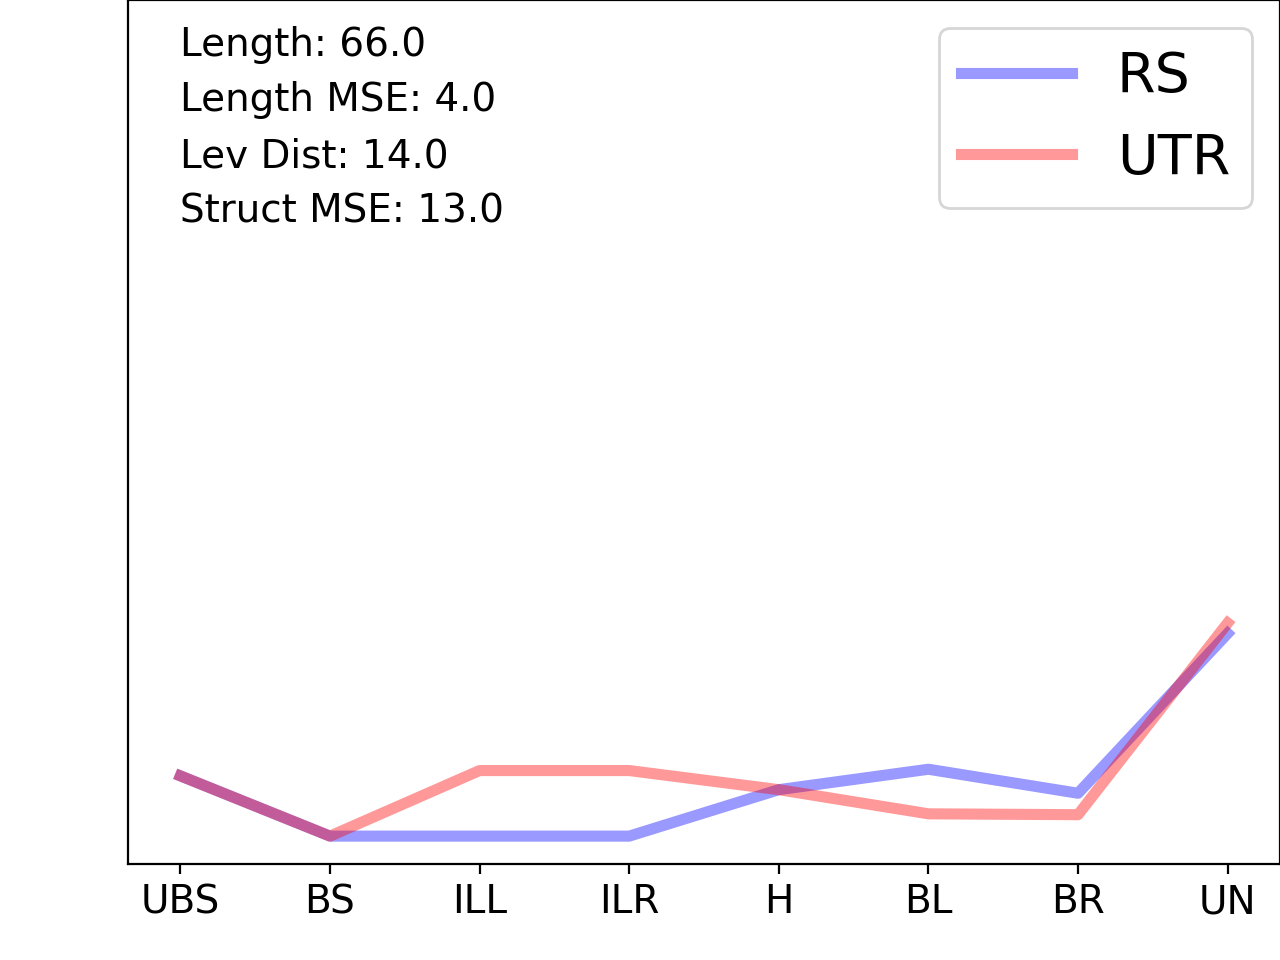 Length: 66.0
Length MSE: 4.0
Lev Dist: 14.0
Struct MSE: 13.0
RS
UTR
UBS BS ILL ILR H BL BR UN